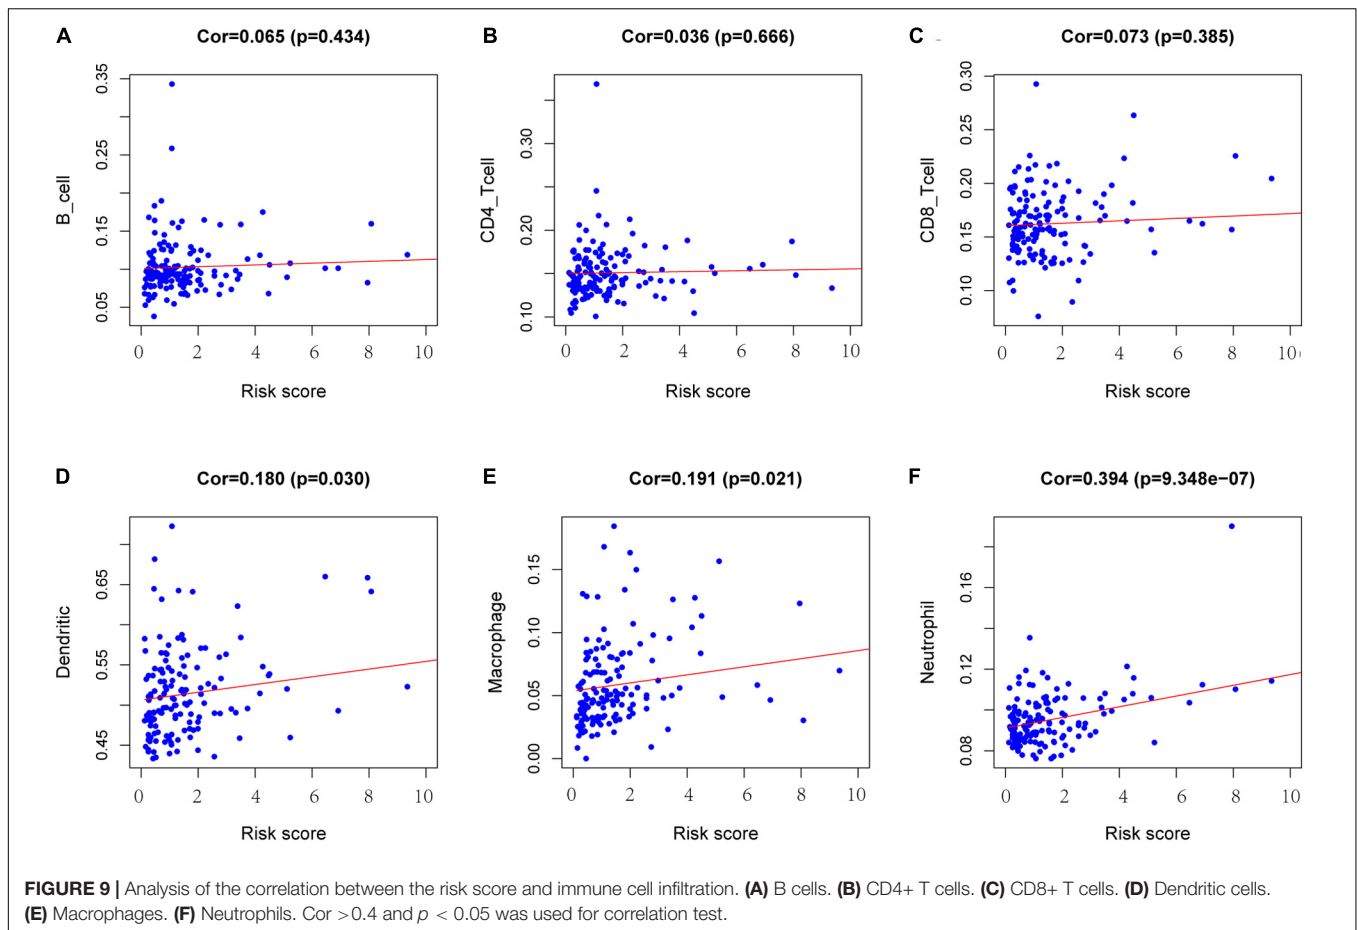 A
Cor=0.065 (p=0.434)
B_cell
0.35
0.25
0.15
0.05
0 2 4 6 8 10
Risk score
B
Cor=0.036 (p=0.666)
CD4_Tcell
0.30
0.20
0.10
0 2 4 6 8 10
Risk score
C
Cor=0.073 (p=0.385)
CD8_Tcell
0.30
0.25
0.20
0.15
0.10
0 2 4 6 8 10
Risk score
D
Cor=0.180 (p=0.030)
Dendritic
0.65
0.55
0.45
0 2 4 6 8 10
Risk score
E
Cor=0.191 (p=0.021)
Macrophage
0.15
0.10
0.05
0.00
0 2 4 6 8 10
Risk score
F
Cor=0.394 (p=9.348e−07)
Neutrophil
0.16
0.12
0.08
0 2 4 6 8 10
Risk score
FIGURE 9 | Analysis of the correlation between the risk score and immune cell infiltration. (A) B cells. (B) CD4+ T cells. (C) CD8+ T cells. (D) Dendritic cells.
(E) Macrophages. (F) Neutrophils. Cor >0.4 and p < 0.05 was used for correlation test.